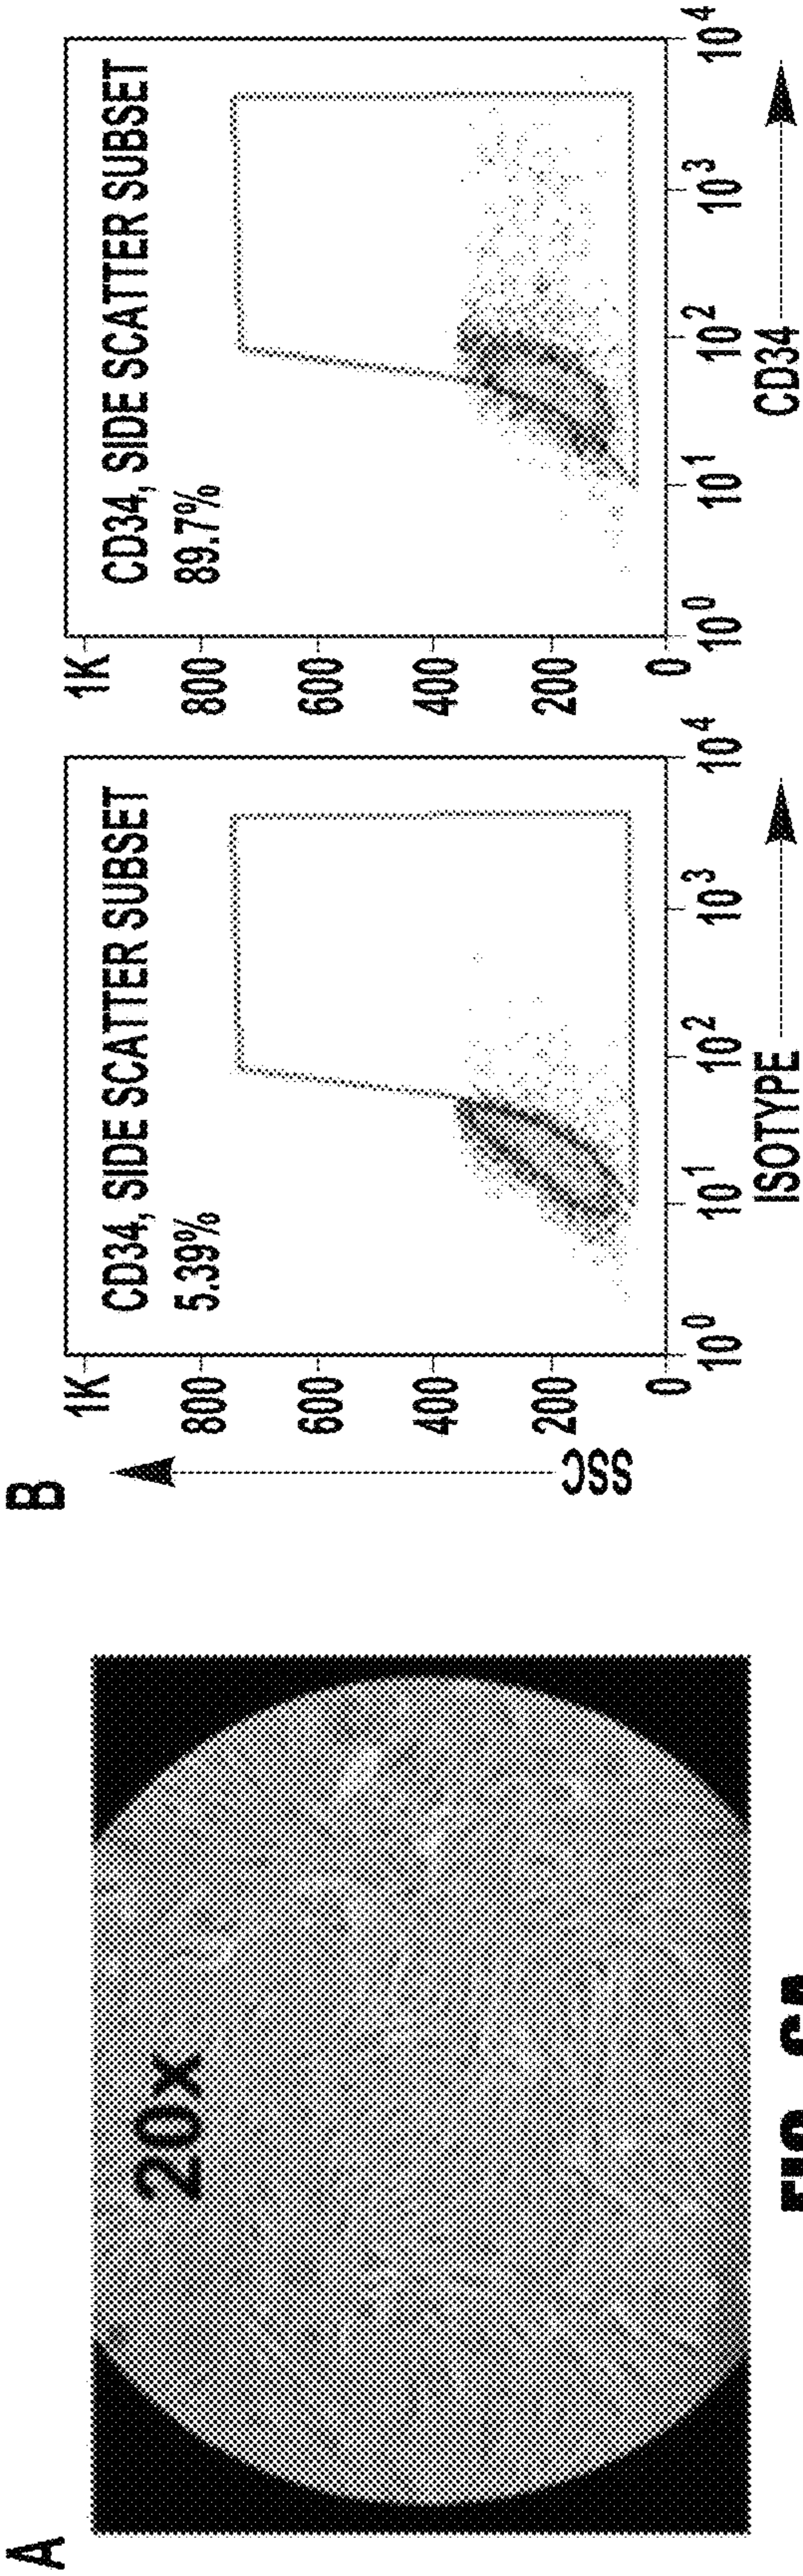 A
20x
B
SSC
1K
800
600
400
200
0
CD34, SIDE SCATTER SUBSET
5.39%
10^0 10^1 10^2 10^3 10^4
ISOTYPE
1K
800
600
400
200
0
CD34, SIDE SCATTER SUBSET
89.7%
10^0 10^1 10^2 10^3 10^4
CD34